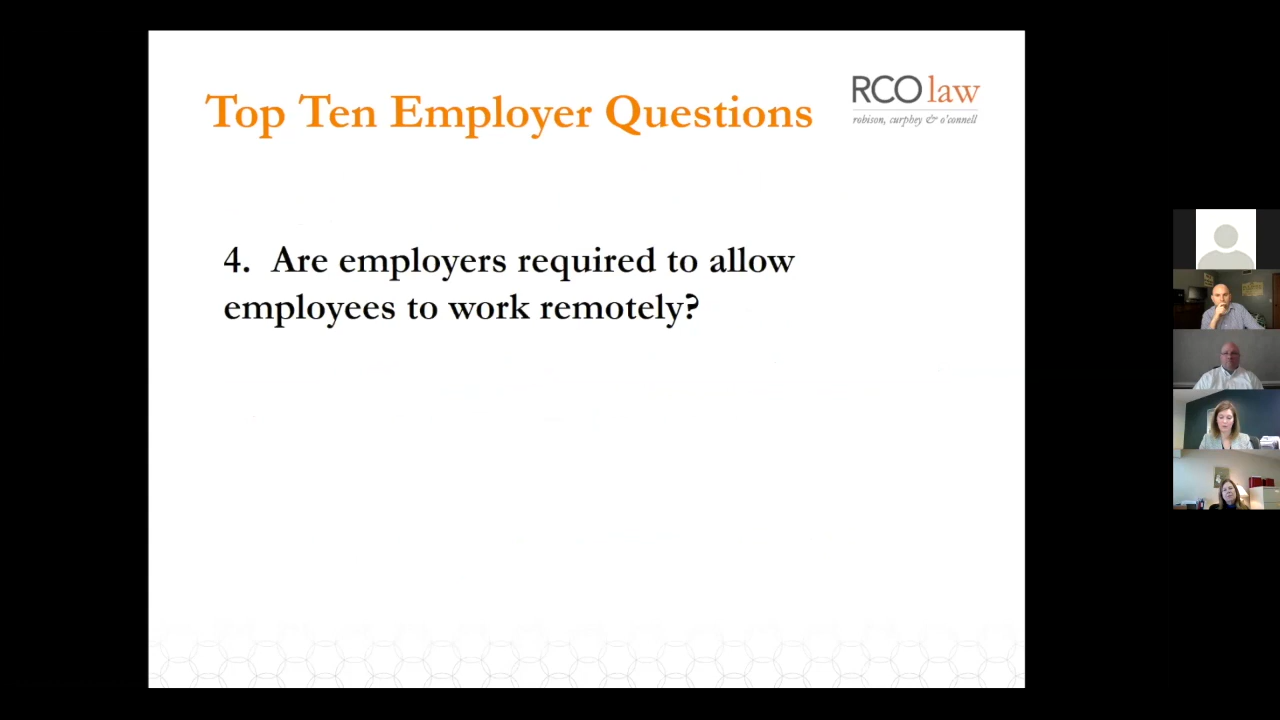 Top Ten Employer Questions
RCO law
robison, curphey & o'connell
4. Are employers required to allow
employees to work remotely?